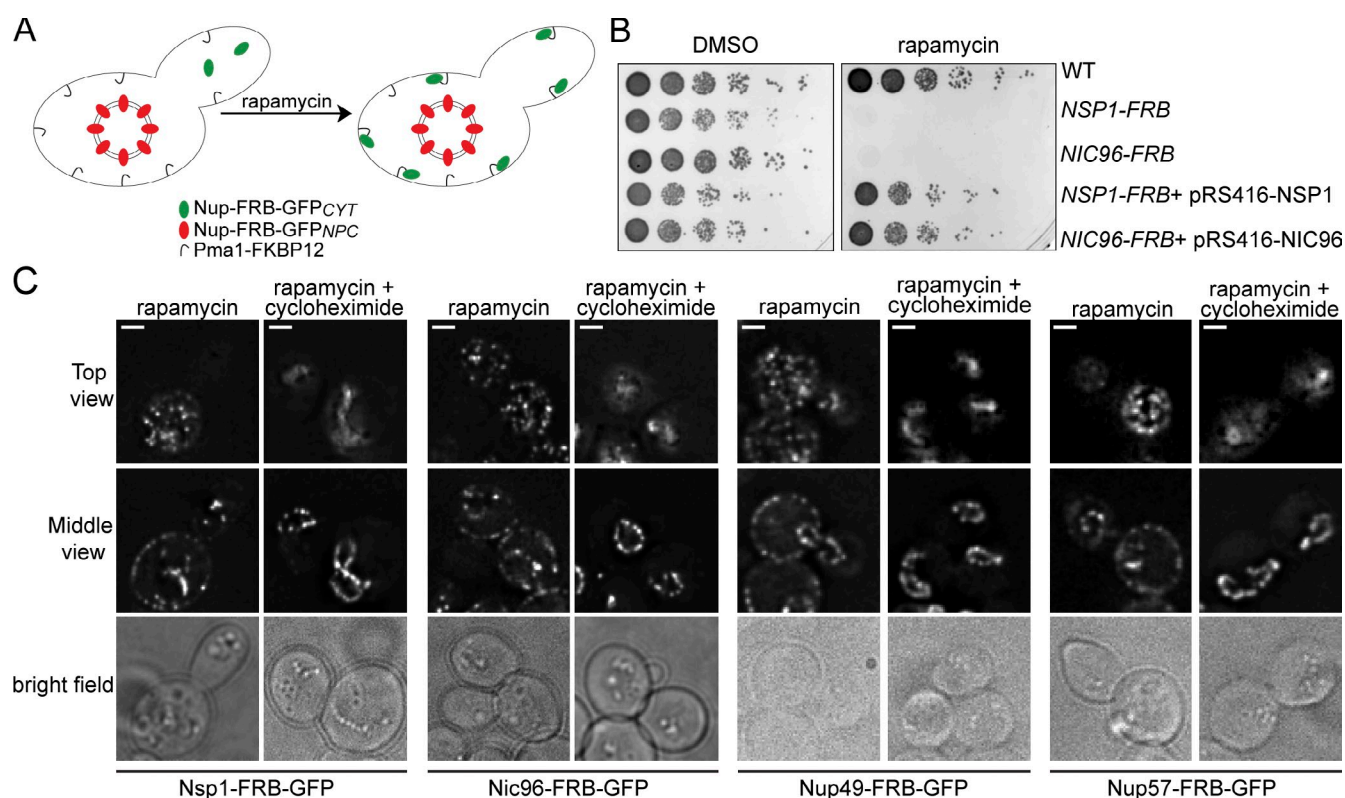 A
rapamycin
Nup-FRB-GFPCYT
Nup-FRB-GFPNPC
Pma1-FKBP12
B
DMSO
rapamycin
WT
NSP1-FRB
NIC96-FRB
NSP1-FRB+ pRS416-NSP1
NIC96-FRB+ pRS416-NIC96
C
rapamycin
rapamycin +
cycloheximide
rapamycin
rapamycin +
cycloheximide
rapamycin
rapamycin +
cycloheximide
rapamycin
rapamycin +
cycloheximide
Top
view
Middle
view
bright field
Nsp1-FRB-GFP
Nic96-FRB-GFP
Nup49-FRB-GFP
Nup57-FRB-GFP